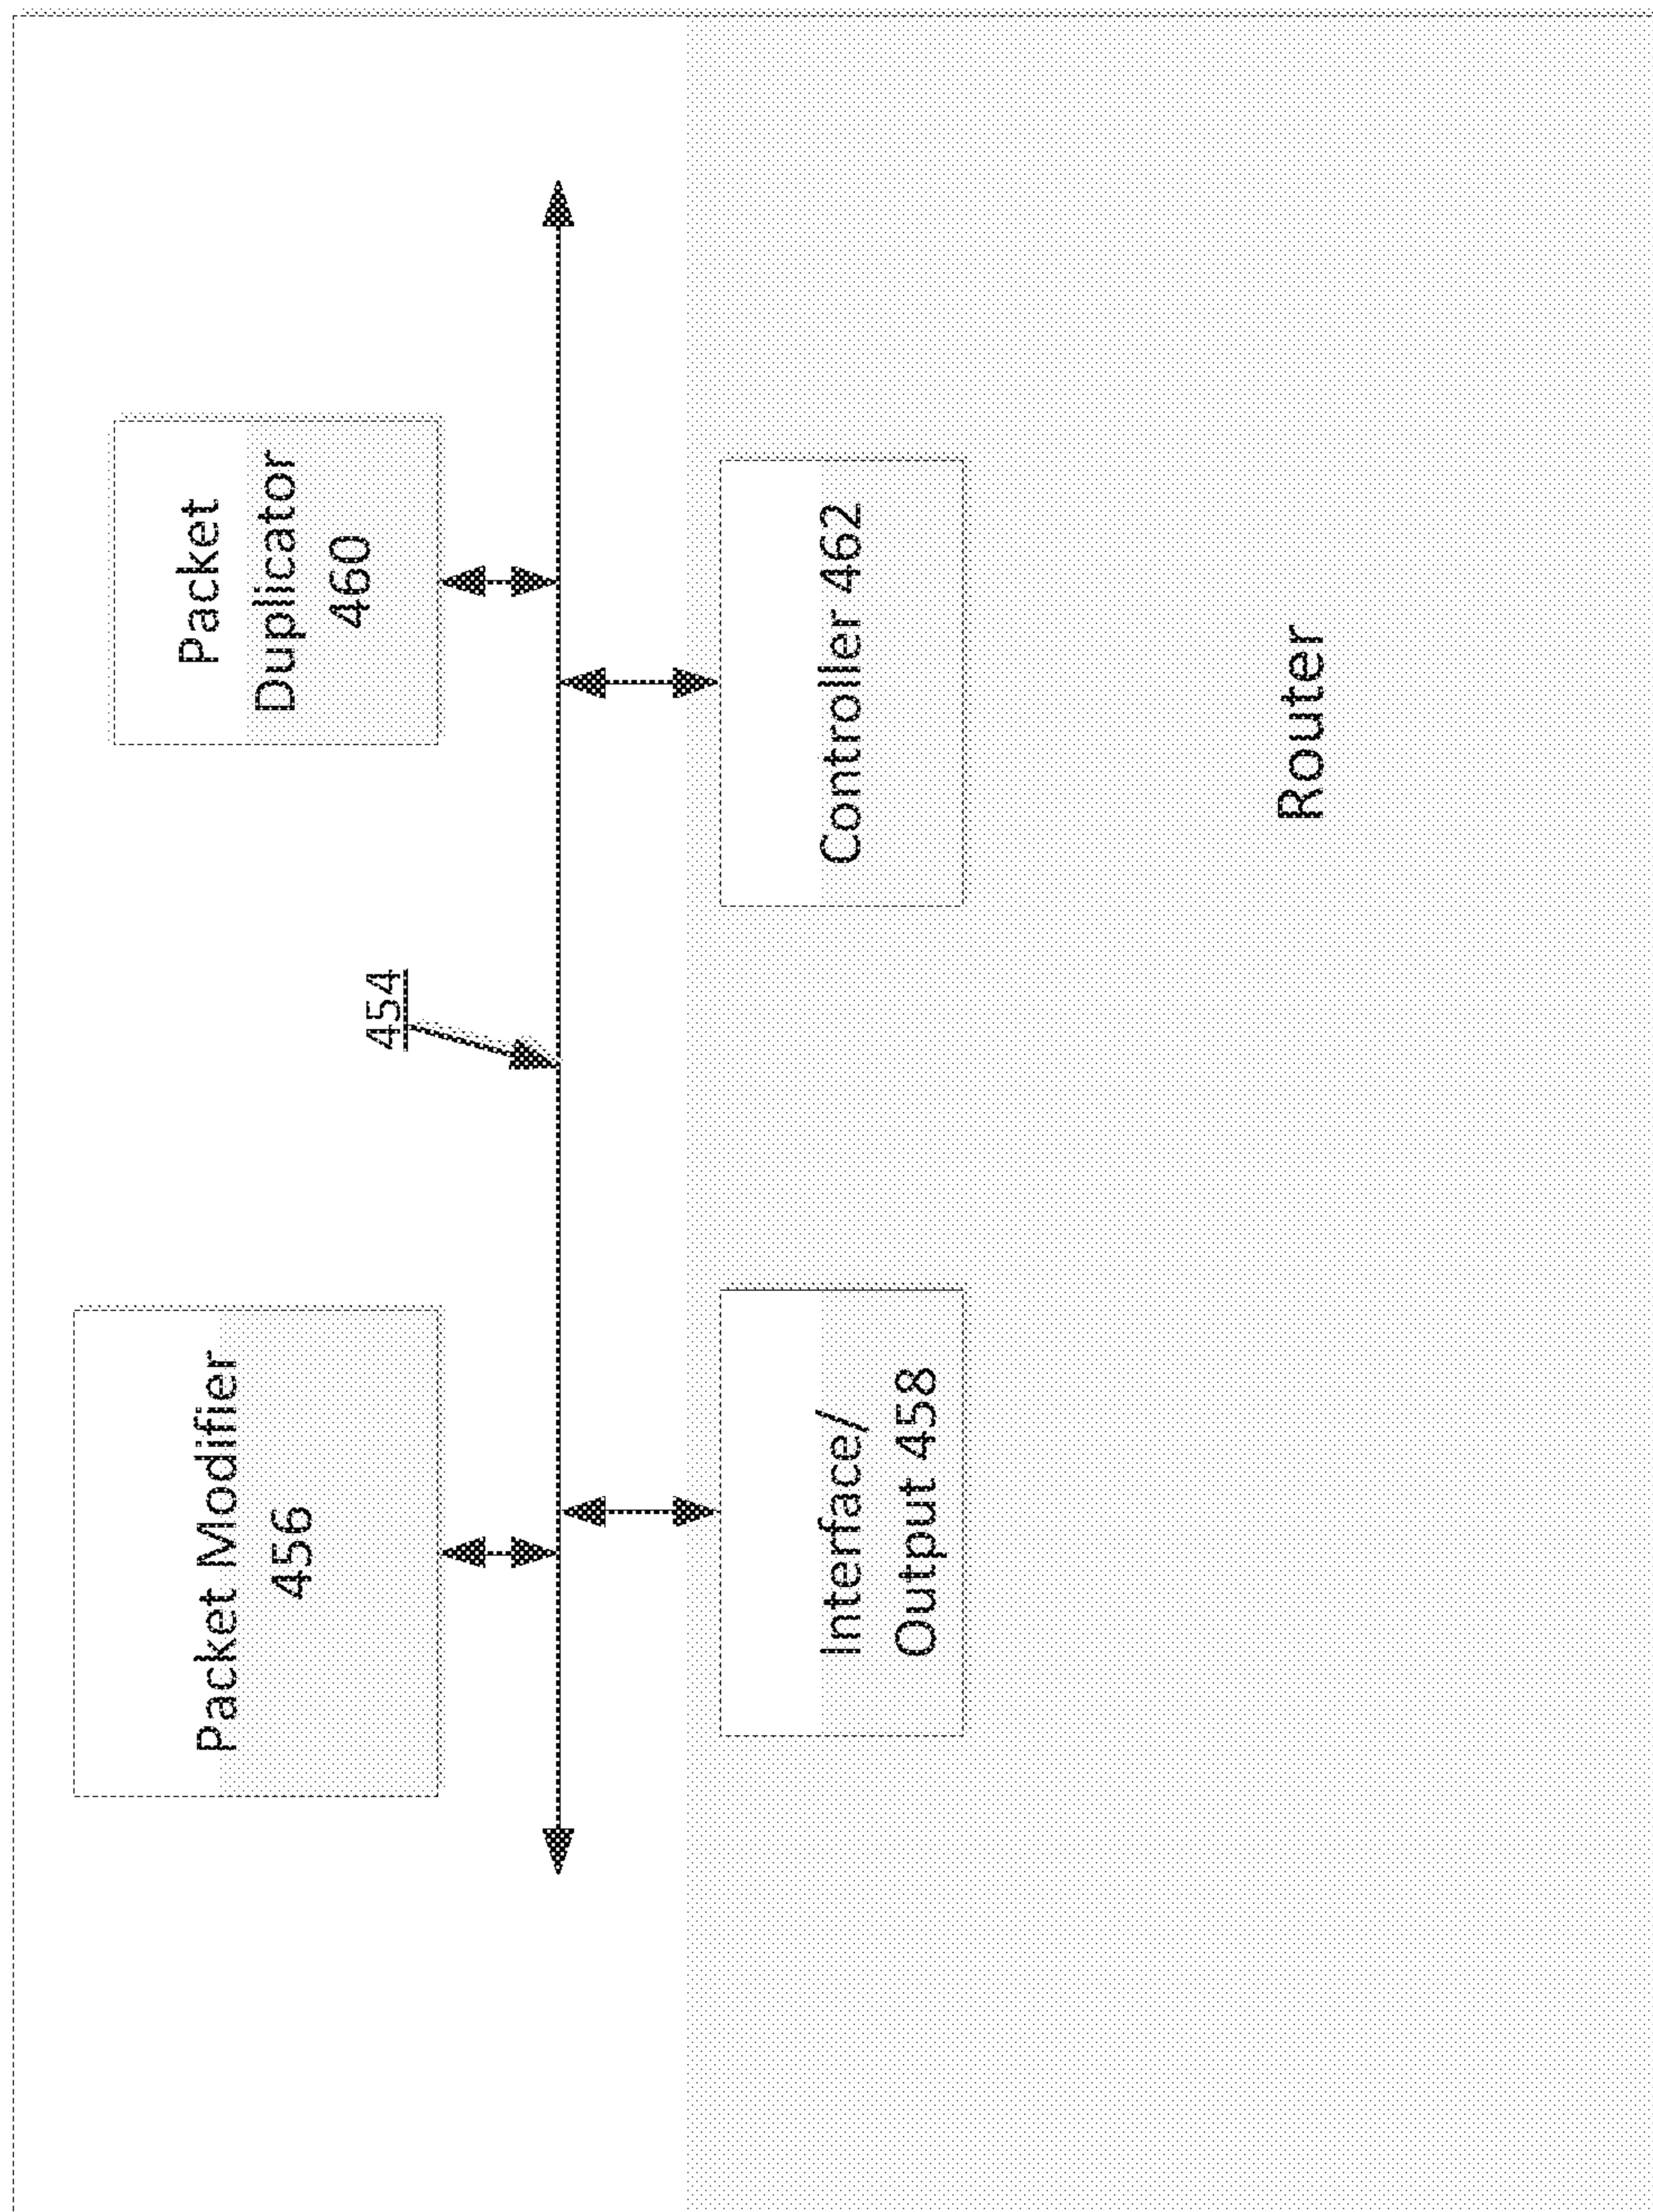 Packet Modifier
456
Packet
Duplicator
460
454
Interface/
Output 458
Controller 462
Router